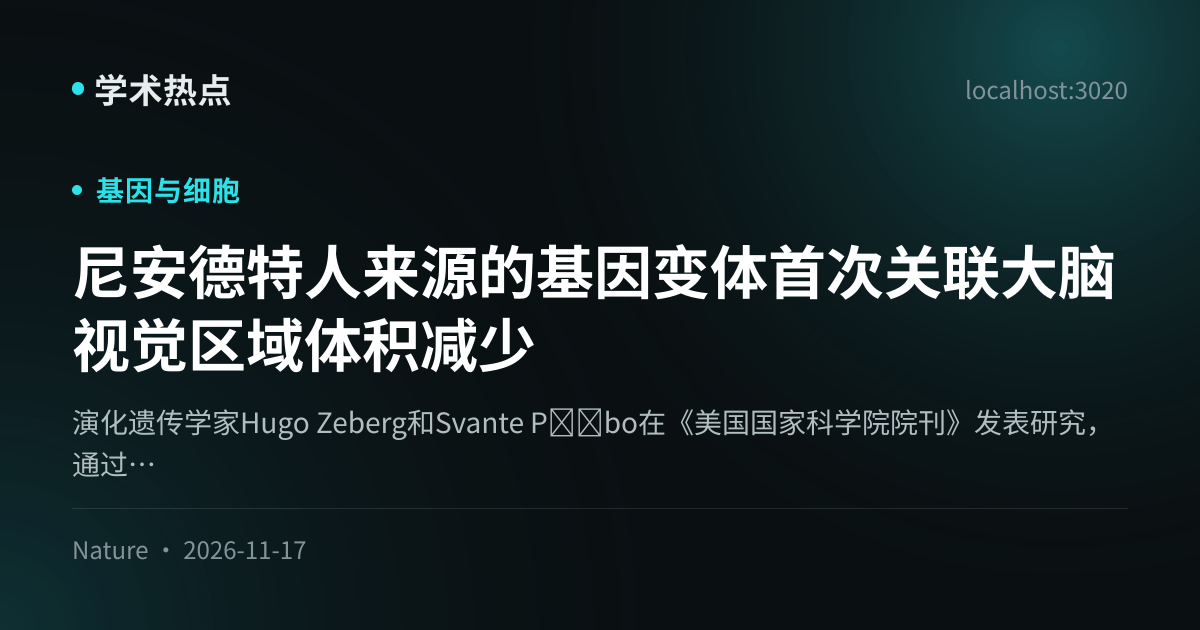 学术热点
localhost:3020
基因与细胞
尼安德特人来源的基因变体首次关联大脑
视觉区域体积减少
演化遗传学家Hugo Zeberg和Svante P☒☒bo在《美国国家科学院院刊》发表研究，
通过…
Nature · 2026-11-17